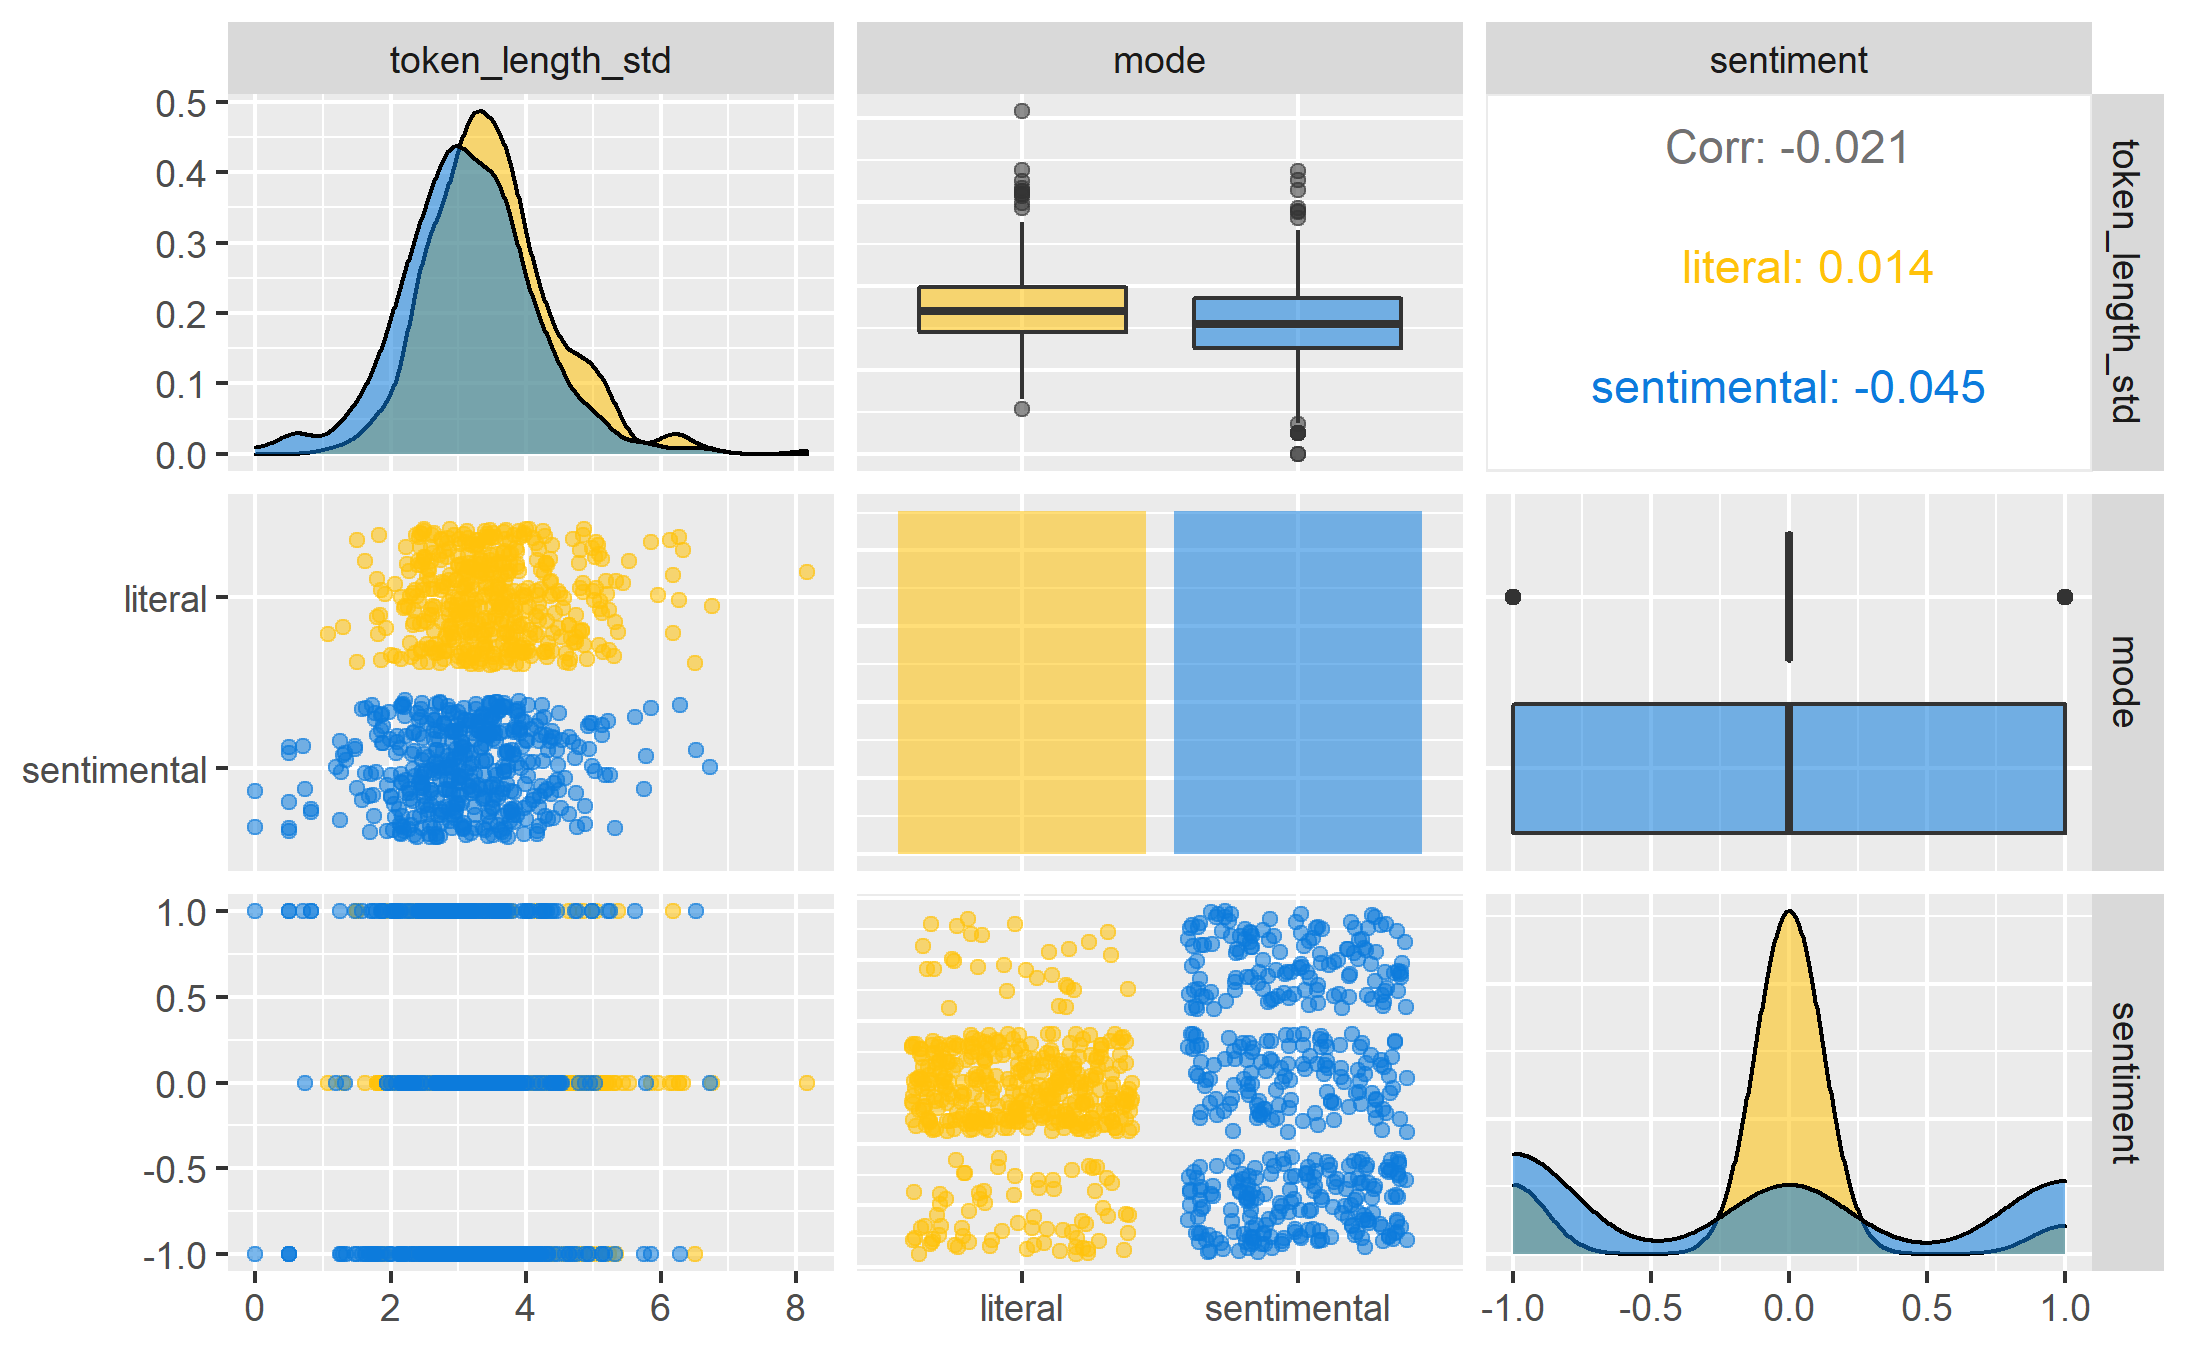 token_length_std
mode
sentiment
0.5
0.4
0.3
0.2
0.1
0.0
Corr: -0.021
literal: 0.014
sentimental: -0.045
token_length_std
literal
sentimental
mode
1.0
0.5
0.0
-0.5
-1.0
sentiment
0 2 4 6 8
literal sentimental
-1.0 -0.5 0.0 0.5 1.0